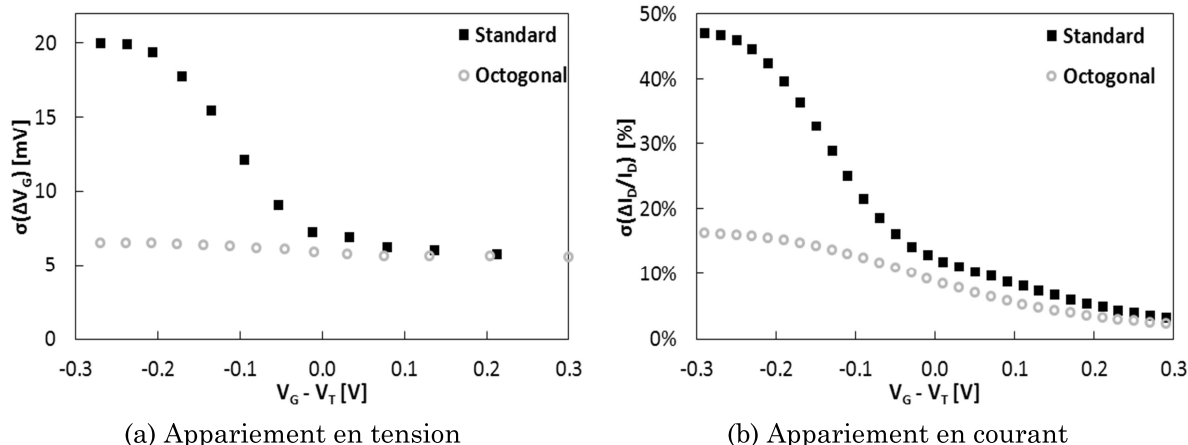 σ(ΔV_G) [mV]
20
15
10
5
0
Standard
Octogonal
-0.3
-0.2
-0.1
0.0
0.1
0.2
0.3
V_G - V_T [V]
(a) Appariement en tension
σ(ΔI_D/I_D) [%]
50%
40%
30%
20%
10%
0%
Standard
Octogonal
-0.3
-0.2
-0.1
0.0
0.1
0.2
0.3
V_G - V_T [V]
(b) Appariement en courant